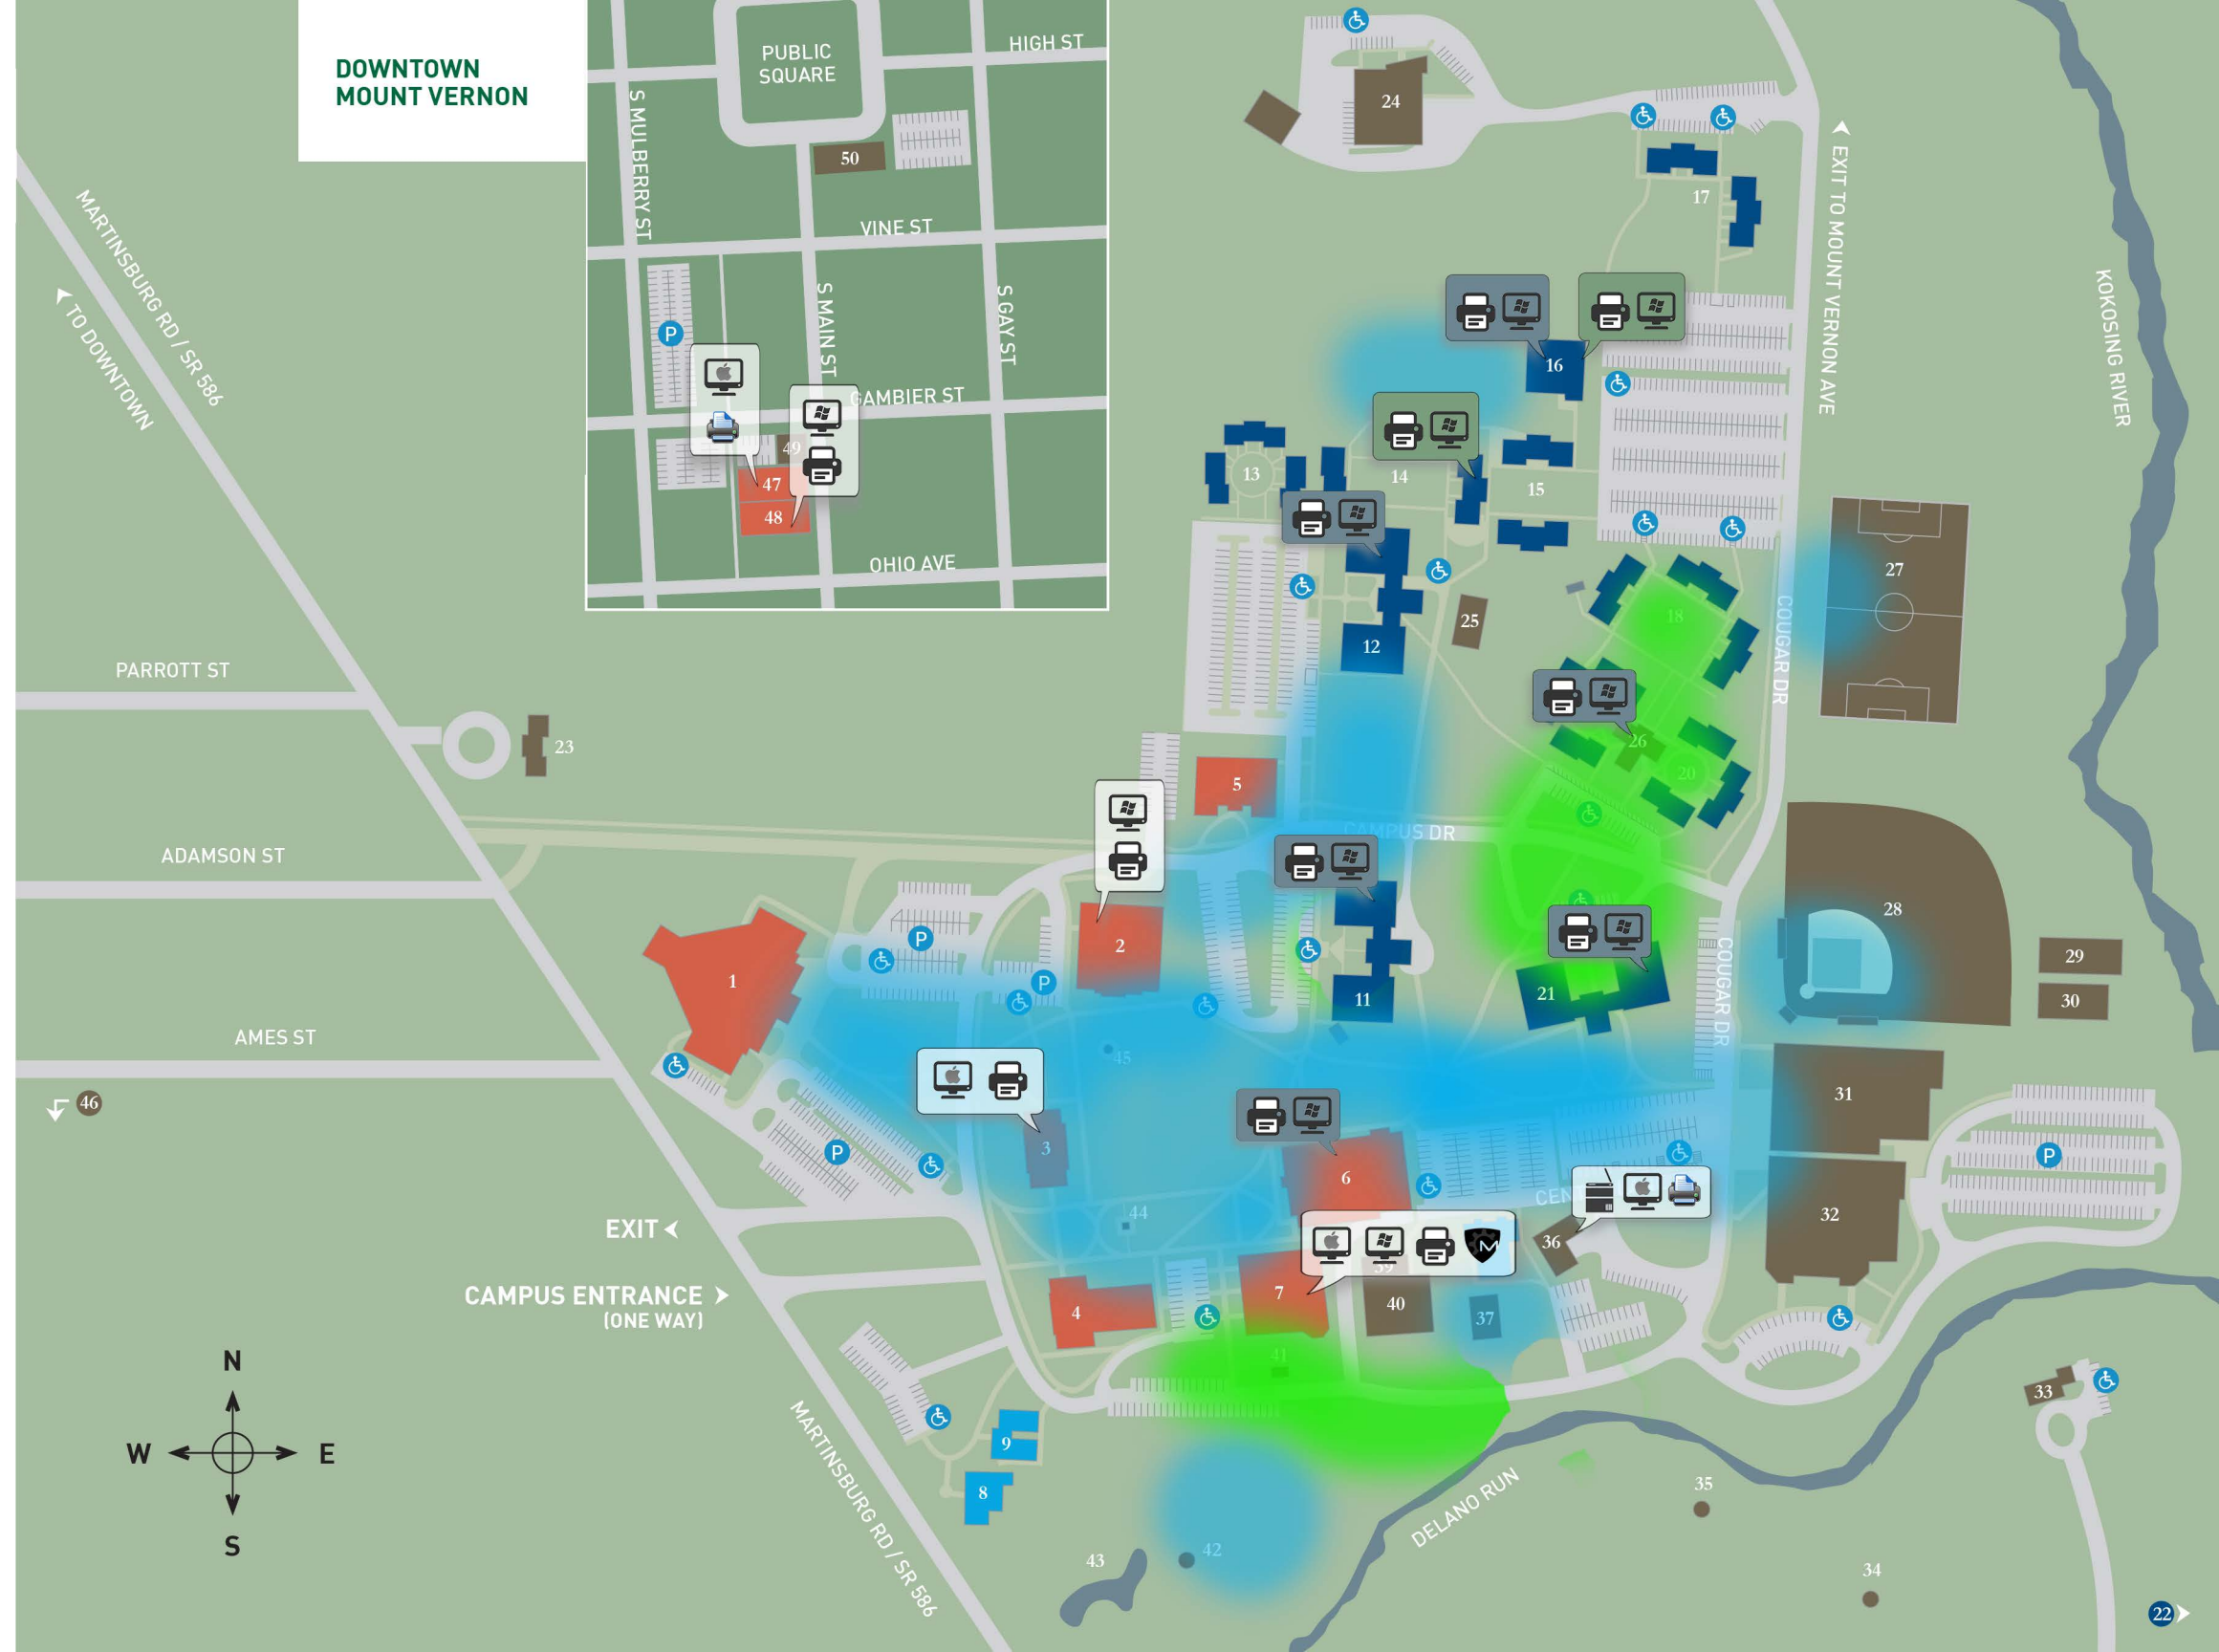 DOWNTOWN
MOUNT VERNON
PUBLIC
SQUARE
HIGH ST
S MULBERRY ST
50
VINE ST
S MAIN ST
S GAY ST
P
GAMBIER ST
49
47
48
OHIO AVE
MARTINSBURG RD / SR 586
TO DOWNTOWN
24
17
EXIT TO MOUNT VERNON AVE
KOKOSING RIVER
16
13
14
15
27
18
25
12
COUGAR DR
PARROTT ST
23
26
20
5
CAMPUS DR
ADAMSON ST
28
2
P
1
P
11
21
COUGAR DR
29
30
AMES ST
45
46
31
3
P
6
P
44
CENT
36
32
EXIT
CAMPUS ENTRANCE
(ONE WAY)
M
39
4
7
40
37
41
33
N
W
E
S
9
8
MARTINSBURG RD / SR 586
DELANO RUN
35
43
42
34
22